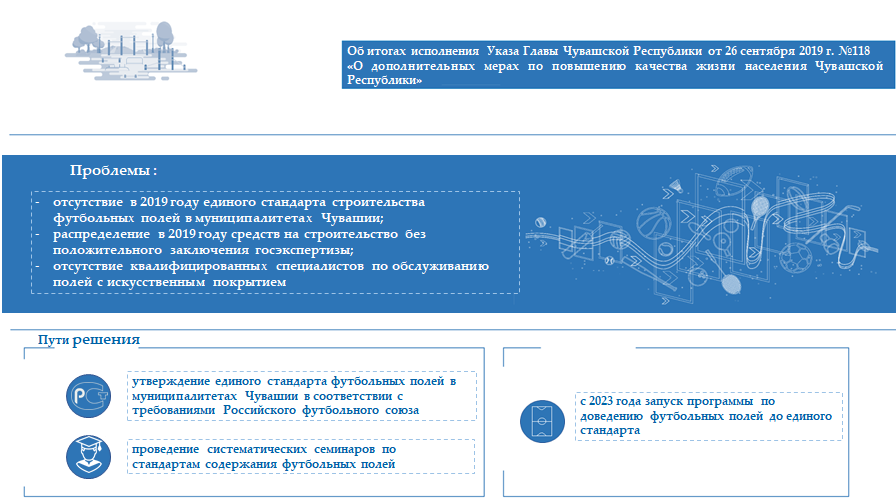 Об итогах исполнения Указа Главы Чувашской Республики от 26 сентября 2019 г. №118
«О дополнительных мерах по повышению качества жизни населения Чувашской
Республики»
Проблемы :
- отсутствие в 2019 году единого стандарта строительства
футбольных полей в муниципалитетах Чувашии;
- распределение в 2019 году средств на строительство без
положительного заключения госэкспертизы;
- отсутствие квалифицированных специалистов по обслуживанию
полей с искусственным покрытием
Пути решения
утверждение единого стандарта футбольных полей в
муниципалитетах Чувашии в соответствии с
требованиями Российского футбольного союза
проведение систематических семинаров по
стандартам содержания футбольных полей
с 2023 года запуск программы по
доведению футбольных полей до единого
стандарта